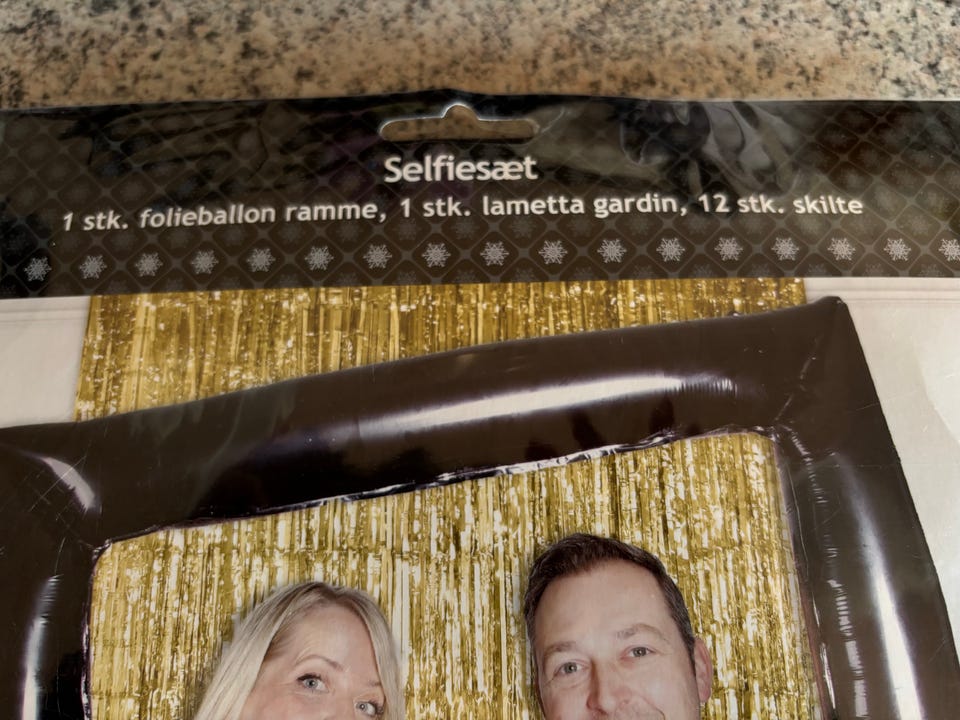 Selfiesæt
1 stk. folieballon ramme, 1 stk. lametta gardin, 12 stk. skilte